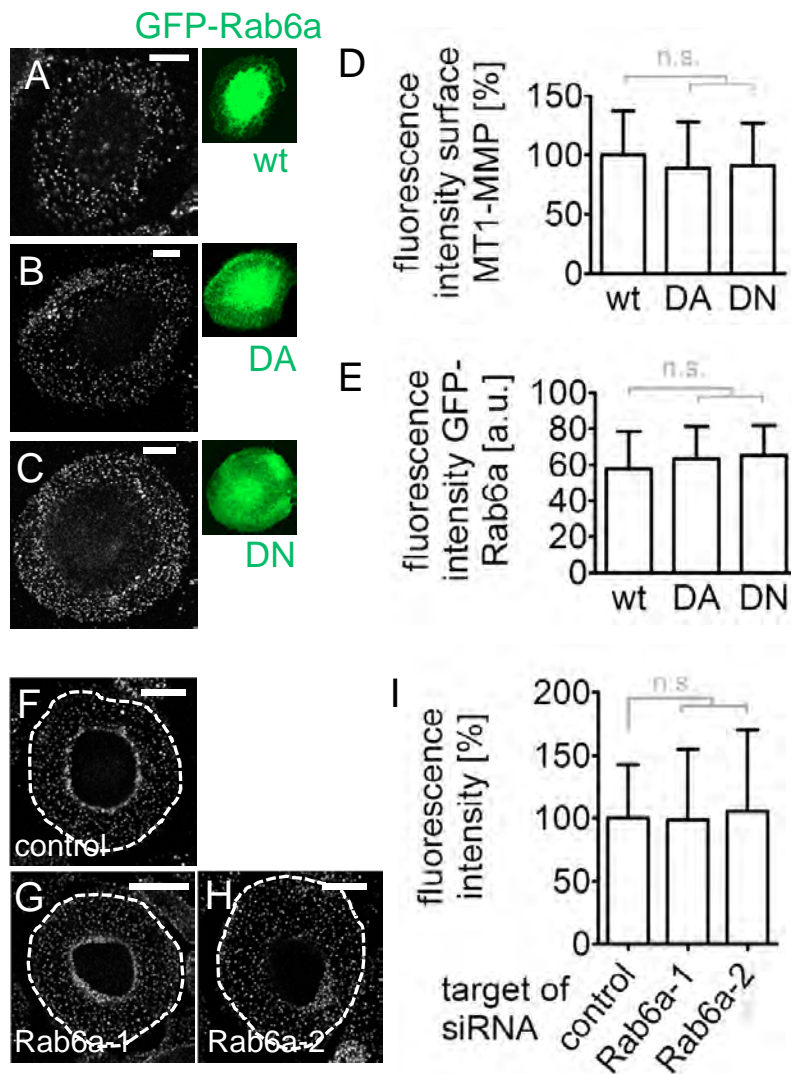 GFP-Rab6a
A
wt
B
DA
C
DN
D
n.s.
fluorescence
intensity surface
MT1-MMP [%]
150
100
50
0
wt DA DN
E
n.s.
fluorescence
intensity GFP-
Rab6a [a.u.]
100
80
60
40
20
0
wt DA DN
F
control
G
Rab6a-1
H
Rab6a-2
I
n.s
fluorescence
intensity [%]
200
150
100
50
0
target of
siRNA
control
Rab6a-1
Rab6a-2